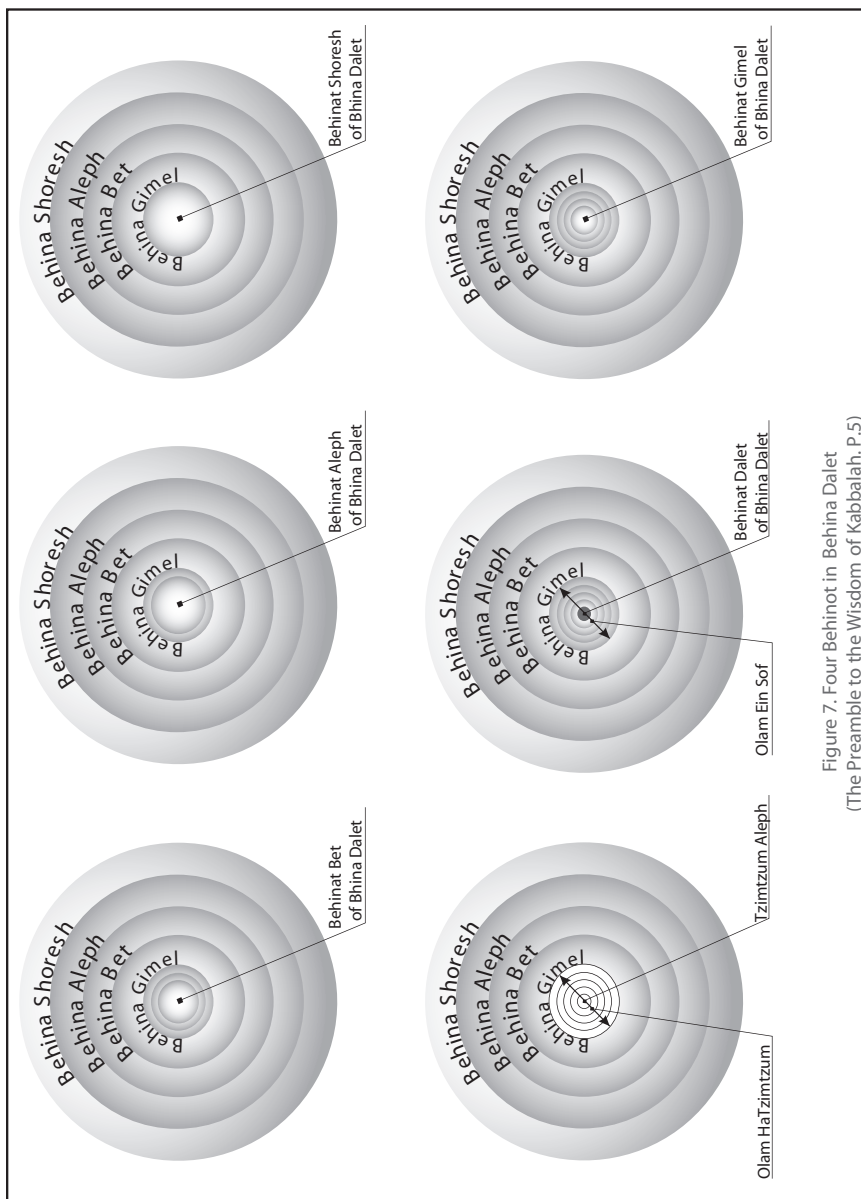 Behina Shoresh
Behina Aleph
Behina Bet
Behina Gimel
Behinat Bet
of Bhina Dalet
Behina Shoresh
Behina Aleph
Behina Bet
Behina Gimel
Behinat Aleph
of Bhina Dalet
Behina Shoresh
Behina Aleph
Behina Bet
Behina Gimel
Behinat Shoresh
of Bhina Dalet
Behina Shoresh
Behina Aleph
Behina Bet
Behina Gimel
Olam HaTzimtzum
Tzimtzum Aleph
Behina Shoresh
Behina Aleph
Behina Bet
Behina Gimel
Olam Ein Sof
Behinat Dalet
of Bhina Dalet
Behina Shoresh
Behina Aleph
Behina Bet
Behina Gimel
Behinat Gimel
of Bhina Dalet
Figure 7. Four Behinot in Behina Dalet
(The Preamble to the Wisdom of Kabbalah. P.5)